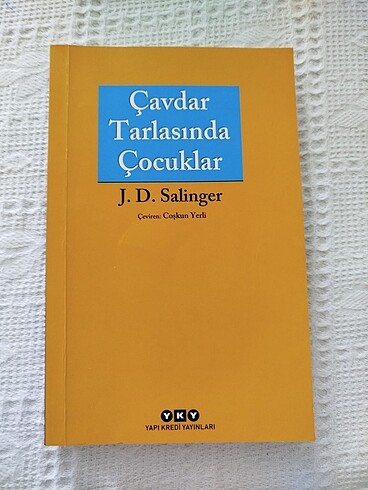 Çavdar
Tarlasında
Çocuklar
J. D. Salinger
Çeviren: Coşkun Yerli
YKY
YAPI KREDİ YAYINLARI